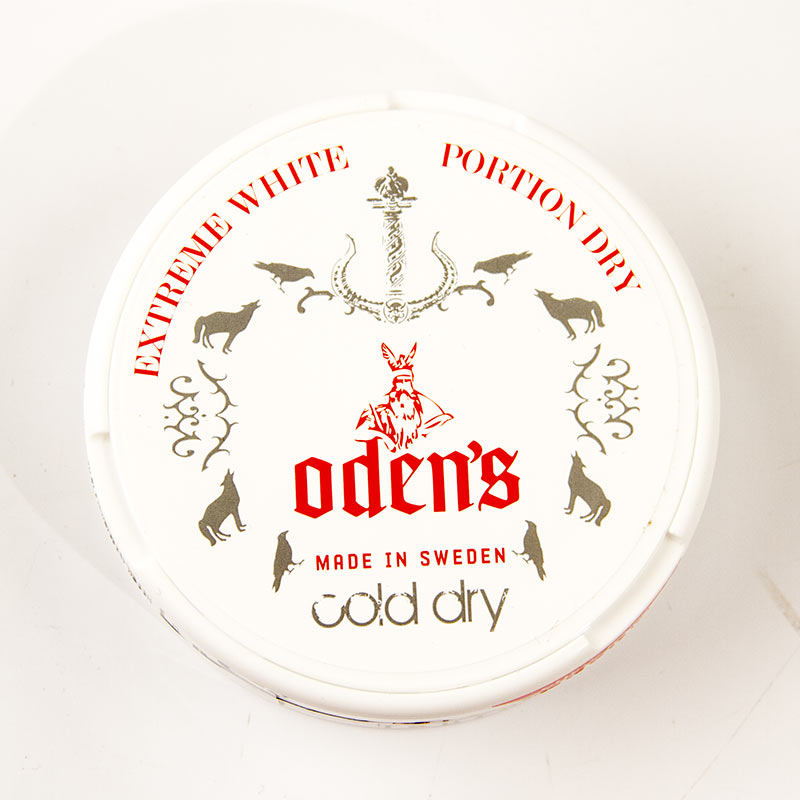 EXTREME WHITE PORTION DRY
oden's
MADE IN SWEDEN
cold dry